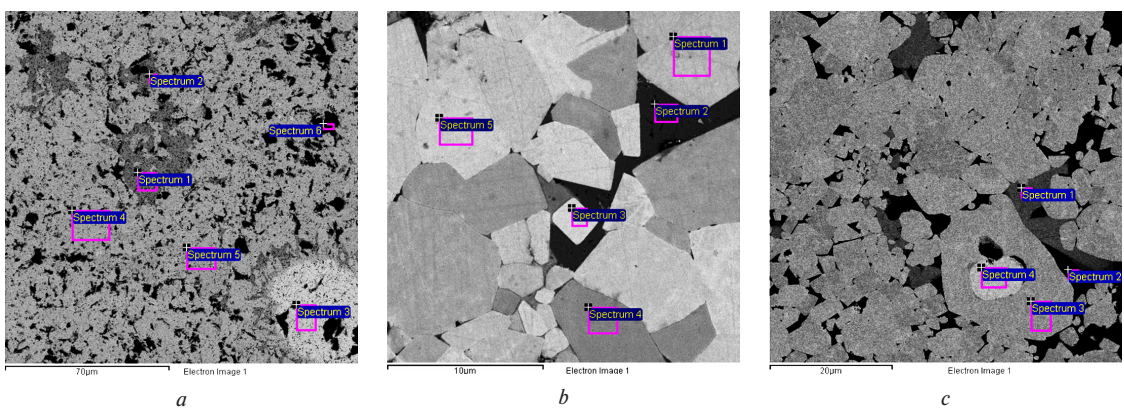 Spectrum 2
Spectrum 6
Spectrum 1
Spectrum 4
Spectrum 5
Spectrum 3
70μm Electron Image 1
a
Spectrum 1
Spectrum 2
Spectrum 5
Spectrum 3
Spectrum 4
10μm Electron Image 1
b
Spectrum 1
Spectrum 2
Spectrum 4
Spectrum 3
20μm Electron Image 1
c